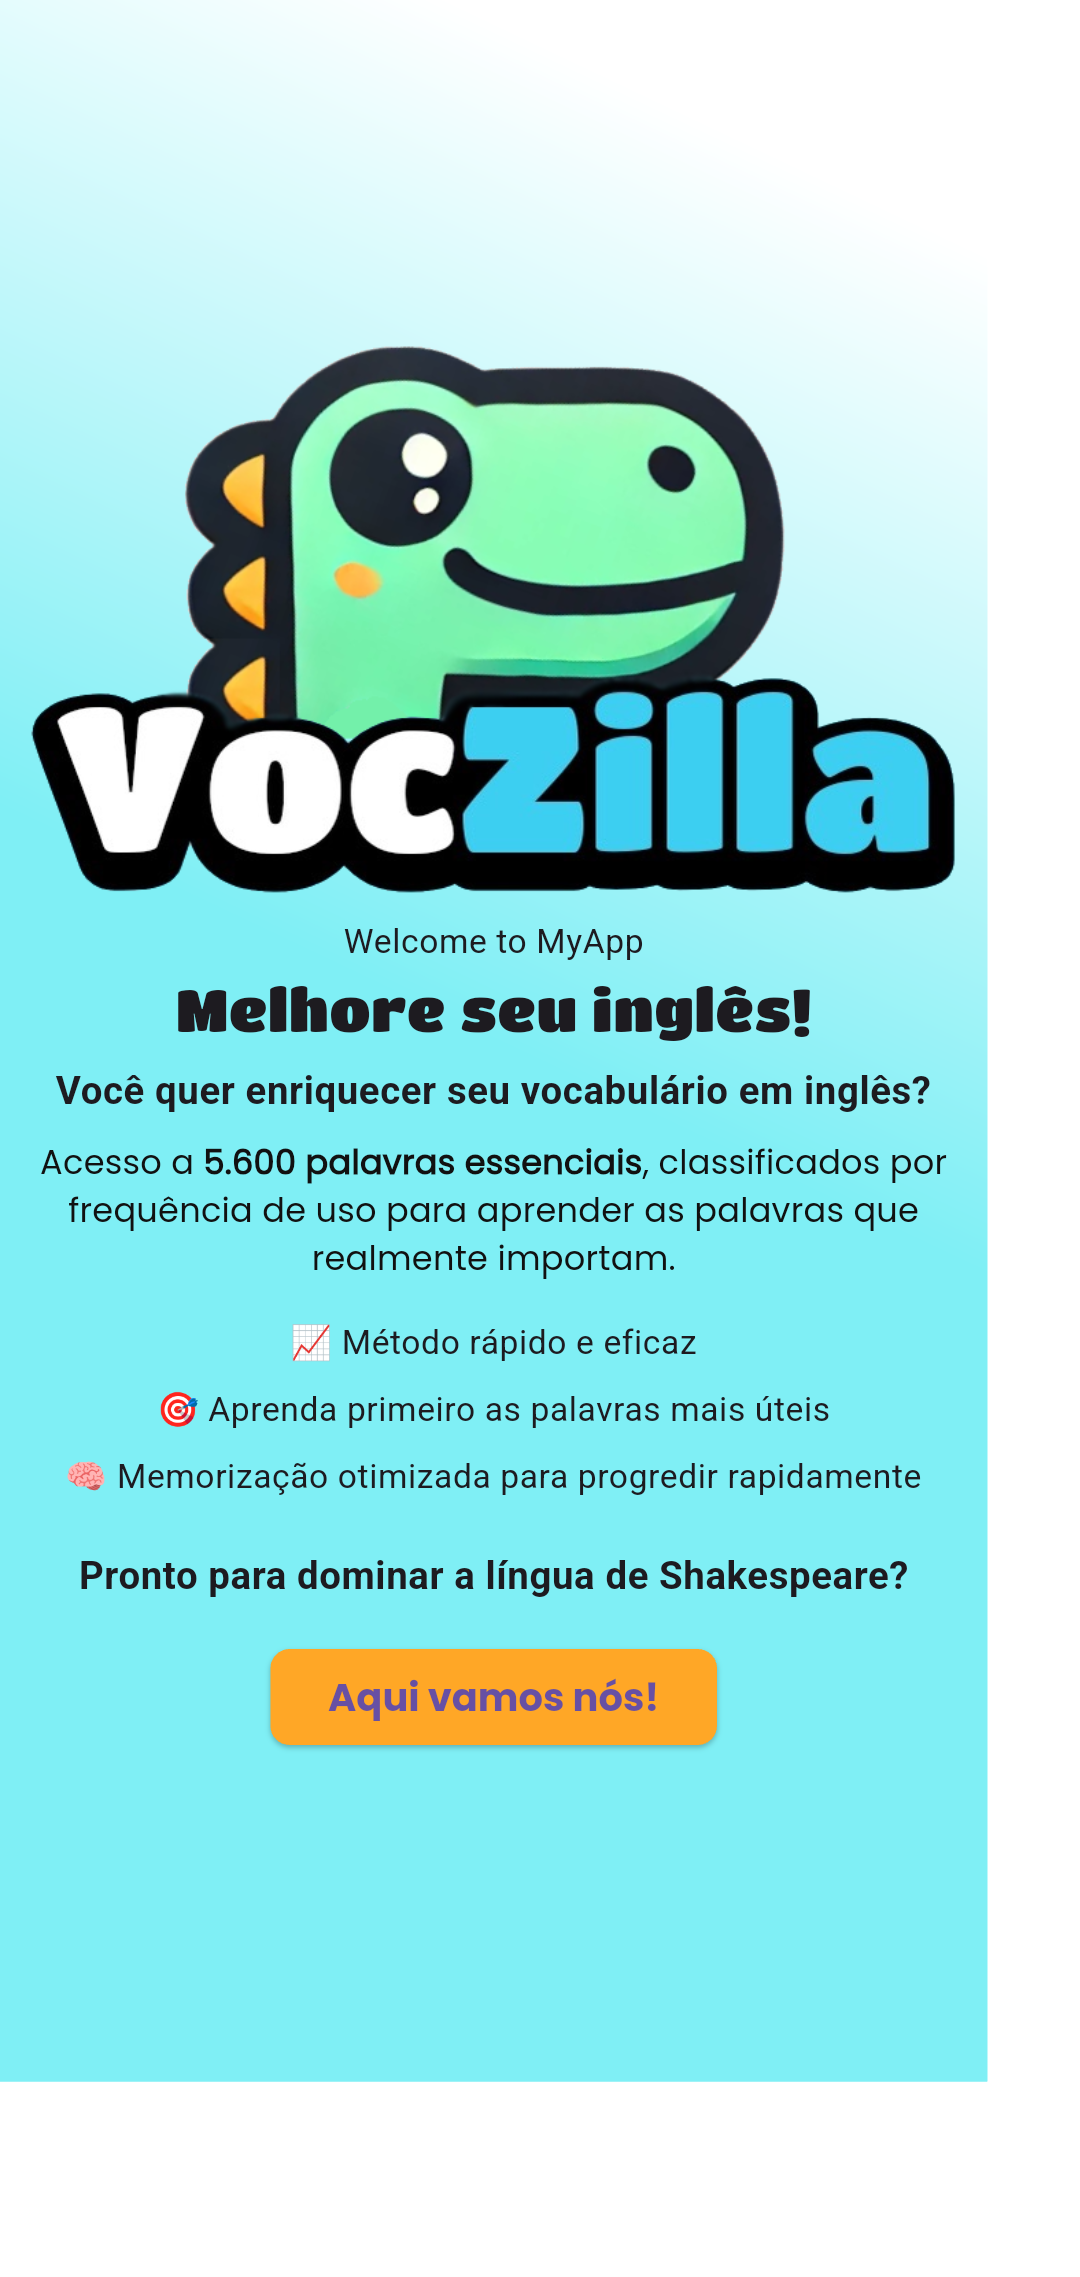 VocZilla
Welcome to MyApp
Melhore seu inglês!
Você quer enriquecer seu vocabulário em inglês?
Acesso a 5.600 palavras essenciais, classificados por
frequência de uso para aprender as palavras que
realmente importam.
📈 Método rápido e eficaz
🎯 Aprenda primeiro as palavras mais úteis
🧠 Memorização otimizada para progredir rapidamente
Pronto para dominar a língua de Shakespeare?
Aqui vamos nós!